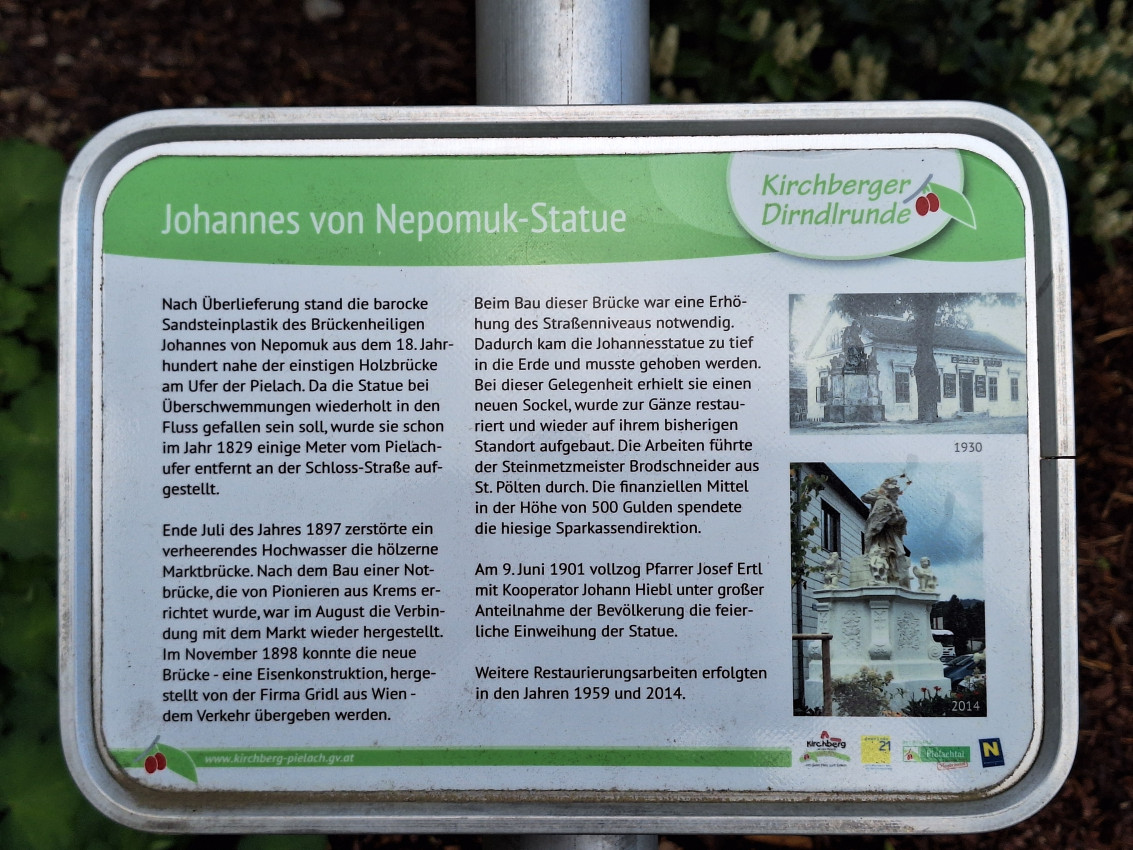 Johannes von Nepomuk-Statue
Kirchberger
Dirndlrunde
Nach Überlieferung stand die barocke
Sandsteinplastik des Brückenheiligen
Johannes von Nepomuk aus dem 18. Jahr-
hundert nahe der einstigen Holzbrücke
am Ufer der Pielach. Da die Statue bei
Überschwemmungen wiederholt in den
Fluss gefallen sein soll, wurde sie schon
im Jahr 1829 einige Meter vom Pielach-
ufer entfernt an der Schloss-Straße auf-
gestellt.
Ende Juli des Jahres 1897 zerstörte ein
verheerendes Hochwasser die hölzerne
Marktbrücke. Nach dem Bau einer Not-
brücke, die von Pionieren aus Krems er-
richtet wurde, war im August die Verbin-
dung mit dem Markt wieder hergestellt.
Im November 1898 konnte die neue
Brücke - eine Eisenkonstruktion, herge-
stellt von der Firma Gridl aus Wien -
dem Verkehr übergeben werden.
Beim Bau dieser Brücke war eine Erhö-
hung des Straßenniveaus notwendig.
Dadurch kam die Johannesstatue zu tief
in die Erde und musste gehoben werden.
Bei dieser Gelegenheit erhielt sie einen
neuen Sockel, wurde zur Gänze restau-
riert und wieder auf ihrem bisherigen
Standort aufgebaut. Die Arbeiten führte
der Steinmetzmeister Brodschneider aus
St. Pölten durch. Die finanziellen Mittel
in der Höhe von 500 Gulden spendete
die hiesige Sparkassendirektion.
Am 9. Juni 1901 vollzog Pfarrer Josef Ertl
mit Kooperator Johann Hiebl unter großer
Anteilnahme der Bevölkerung die feier-
liche Einweihung der Statue.
Weitere Restaurierungsarbeiten erfolgten
in den Jahren 1959 und 2014.
1930
2014
www.kirchberg-pielach.gv.at
Kirchberg
21
Pielachtal
N